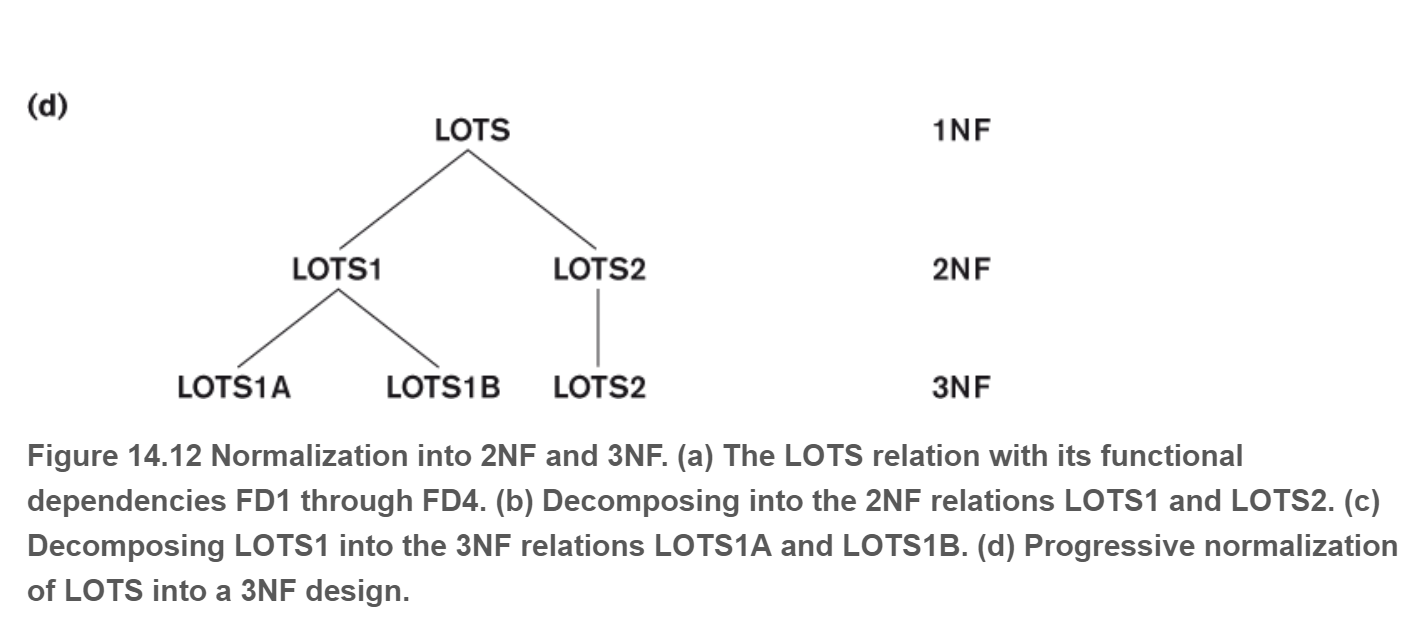 (d)
LOTS 1NF
LOTS1 LOTS2 2NF
LOTS1A LOTS1B LOTS2 3NF
Figure 14.12 Normalization into 2NF and 3NF. (a) The LOTS relation with its functional
dependencies FD1 through FD4. (b) Decomposing into the 2NF relations LOTS1 and LOTS2. (c)
Decomposing LOTS1 into the 3NF relations LOTS1A and LOTS1B. (d) Progressive normalization
of LOTS into a 3NF design.